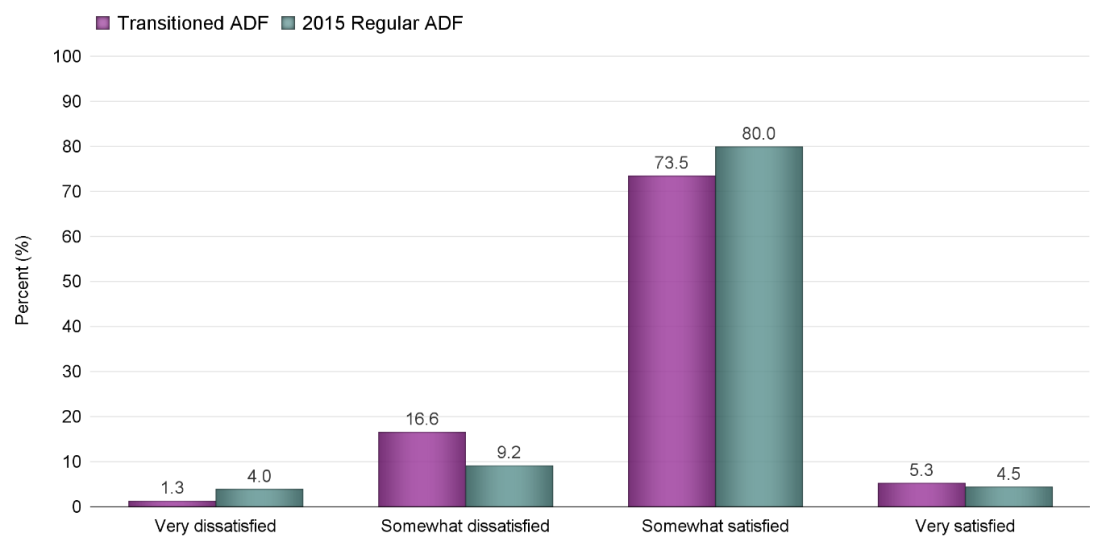 Transitioned ADF 2015 Regular ADF
100
90
80
70
60
50
40
30
20
10
0
Percent (%)
1.3 4.0 16.6 9.2 73.5 80.0 5.3 4.5
Very dissatisfied Somewhat dissatisfied Somewhat satisfied Very satisfied